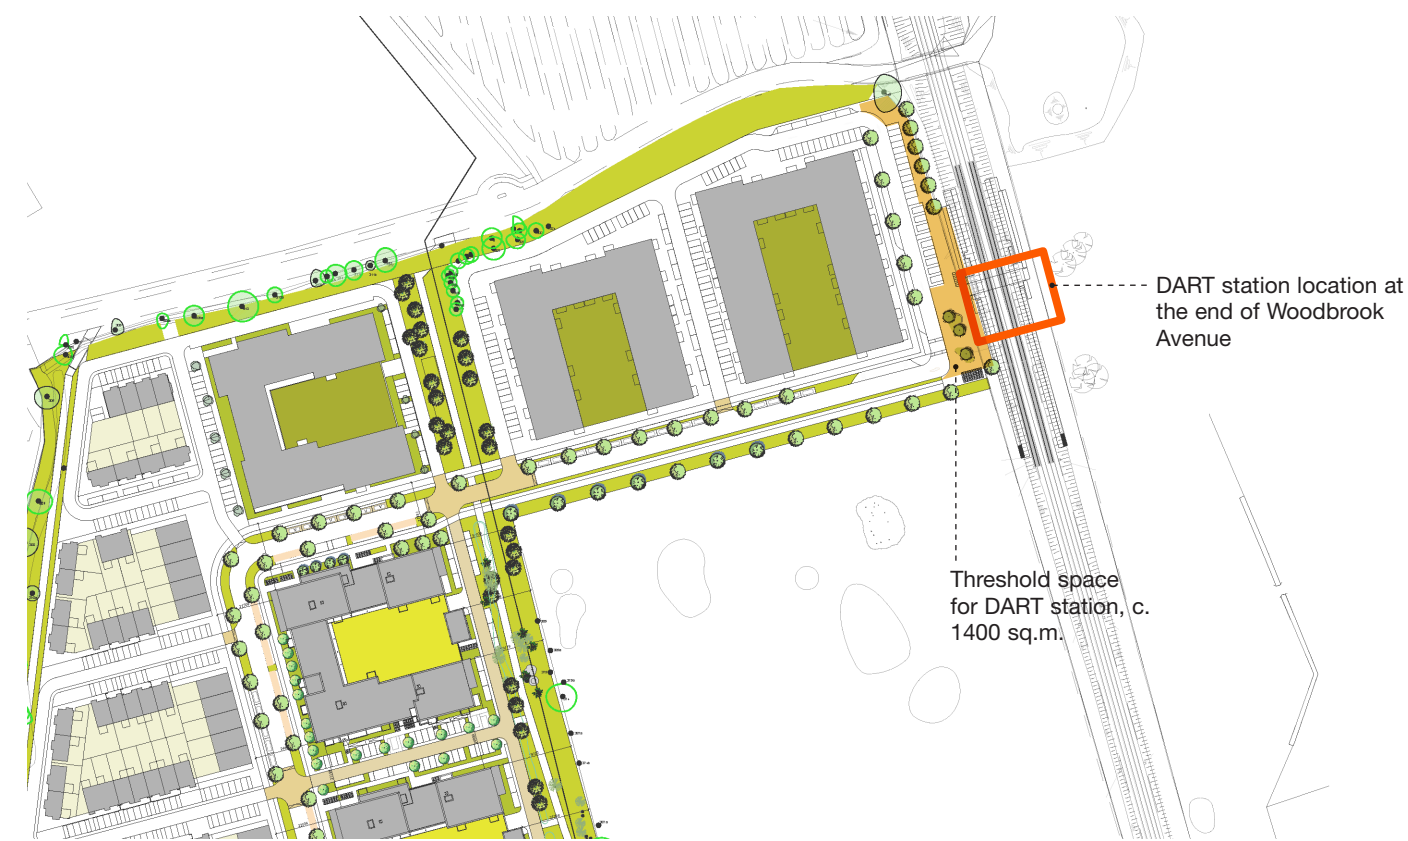 DART station location at
the end of Woodbrook
Avenue
Threshold space
for DART station, c.
1400 sq.m.